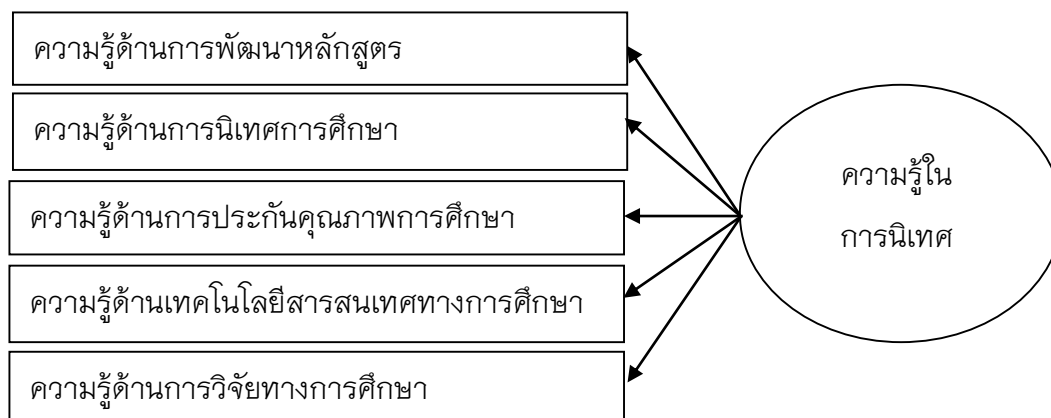 ความรู้ด้านการพัฒนาหลักสูตร
ความรู้ด้านการนิเทศการศึกษา
ความรู้ด้านการประกันคุณภาพการศึกษา
ความรู้ด้านเทคโนโลยีสารสนเทศทางการศึกษา
ความรู้ด้านการวิจัยทางการศึกษา
ความรู้ใน
การนิเทศ